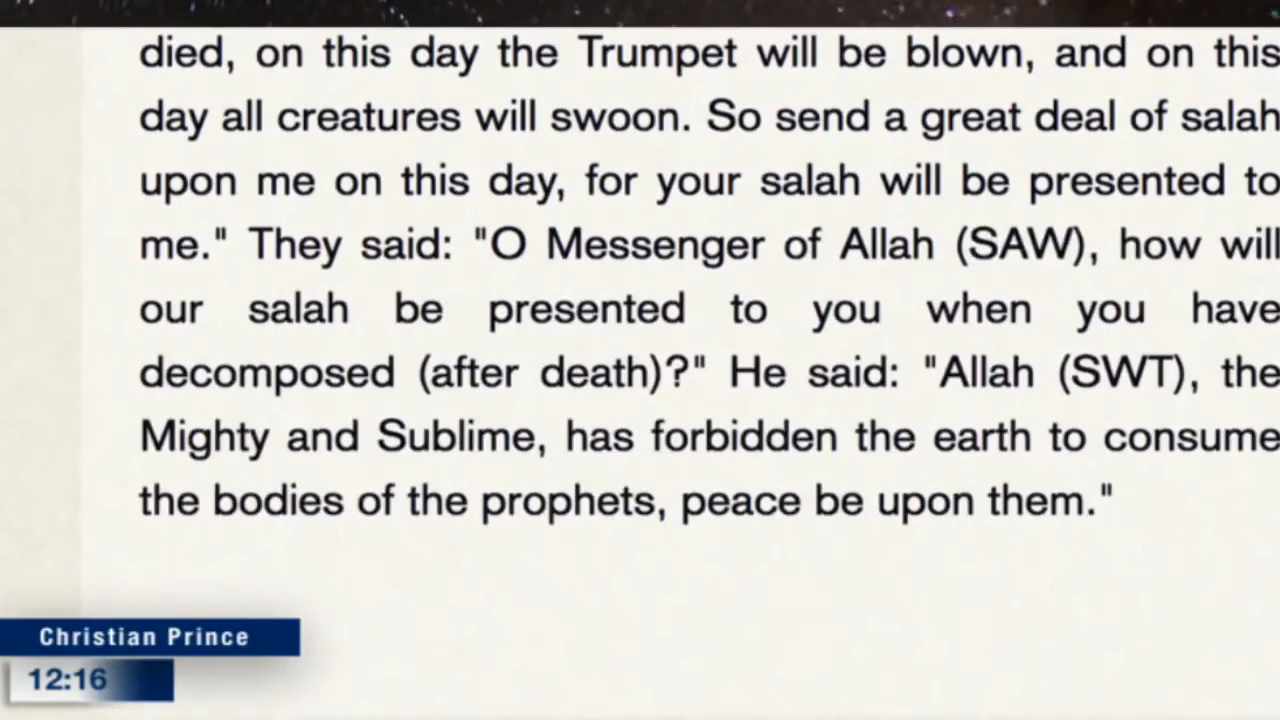 died, on this day the Trumpet will be blown, and on this
day all creatures will swoon. So send a great deal of salah
upon me on this day, for your salah will be presented to
me." They said: "O Messenger of Allah (SAW), how will
our salah be presented to you when you have
decomposed (after death)?" He said: "Allah (SWT), the
Mighty and Sublime, has forbidden the earth to consume
the bodies of the prophets, peace be upon them."
Christian Prince
12:16